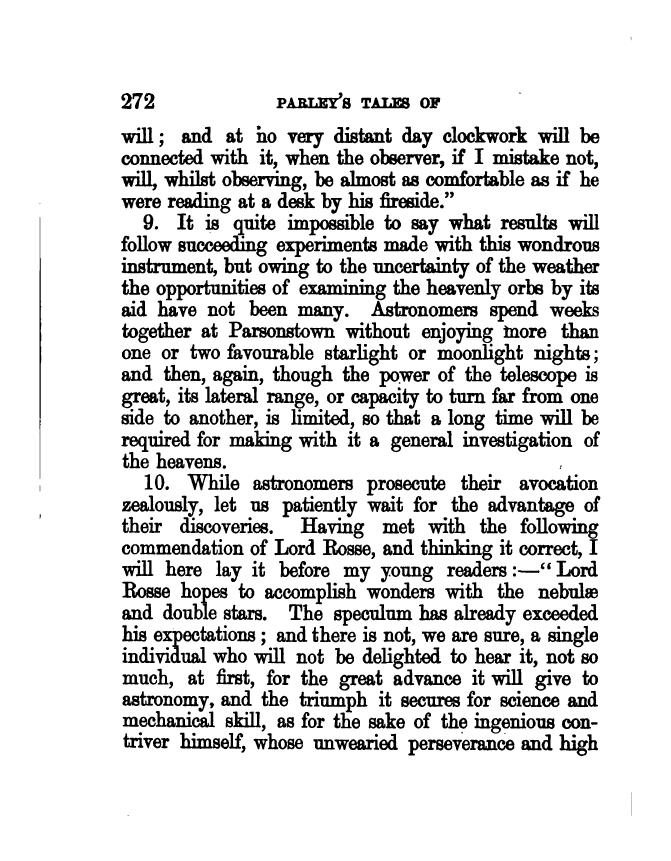 272 PARLEY'S TALES OF
will; and at no very distant day clockwork will be
connected with it, when the observer, if I mistake not,
will, whilst observing, be almost as comfortable as if he
were reading at a desk by his fireside."
9. It is quite impossible to say what results will
follow succeeding experiments made with this wondrous
instrument, but owing to the uncertainty of the weather
the opportunities of examining the heavenly orbs by its
aid have not been many. Astronomers spend weeks
together at Parsonstown without enjoying more than
one or two favourable starlight or moonlight nights;
and then, again, though the power of the telescope is
great, its lateral range, or capacity to turn far from one
side to another, is limited, so that a long time will be
required for making with it a general investigation of
the heavens.
10. While astronomers prosecute their avocation
zealously, let us patiently wait for the advantage of
their discoveries. Having met with the following
commendation of Lord Rosse, and thinking it correct, I
will here lay it before my young readers:—"Lord
Rosse hopes to accomplish wonders with the nebulæ
and double stars. The speculum has already exceeded
his expectations; and there is not, we are sure, a single
individual who will not be delighted to hear it, not so
much, at first, for the great advance it will give to
astronomy, and the triumph it secures for science and
mechanical skill, as for the sake of the ingenious con-
triver himself, whose unwearied perseverance and high